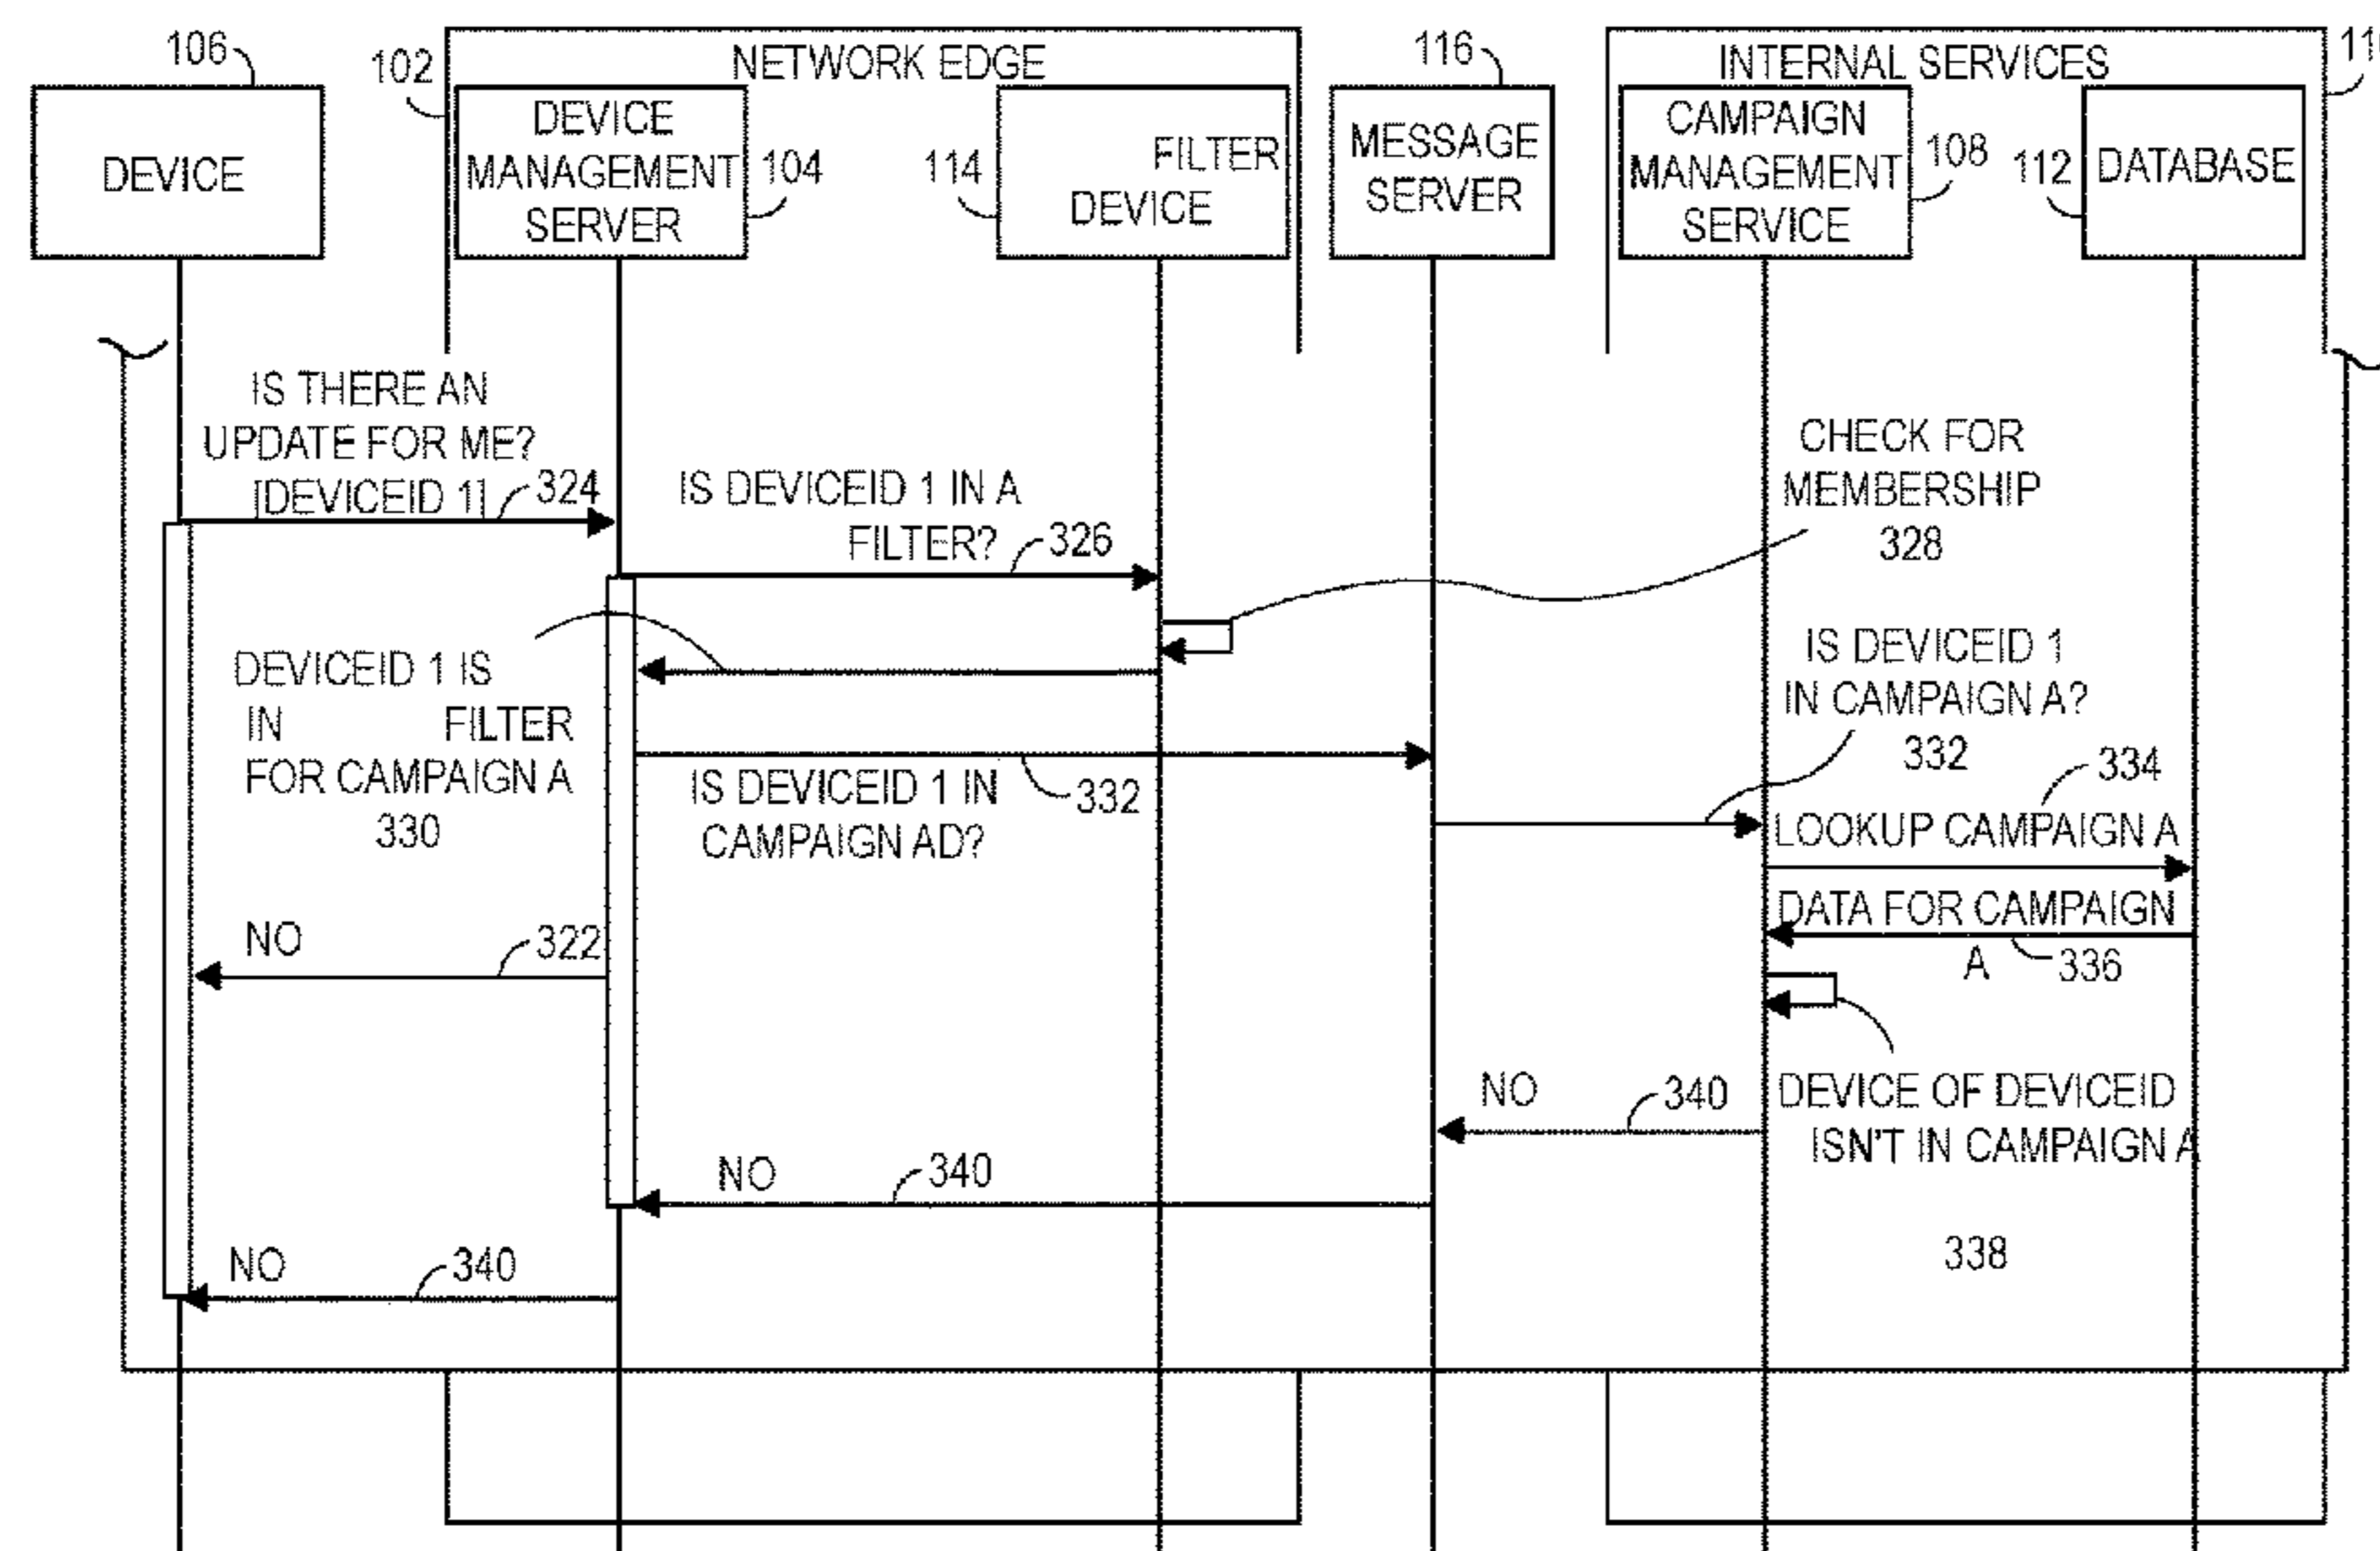 106
102
NETWORK EDGE
116
INTERNAL SERVICES
DEVICE
DEVICE
MANAGEMENT
SERVER
104
114
FILTER
DEVICE
MESSAGE
SERVER
CAMPAIGN
MANAGEMENT
SERVICE
108
112
DATABASE
IS THERE AN
UPDATE FOR ME?
[DEVICEID 1]
324
IS DEVICEID 1 IN A
FILTER?
326
CHECK FOR
MEMBERSHIP
328
DEVICEID 1 IS
IN FILTER
FOR CAMPAIGN A
330
IS DEVICEID 1 IN
CAMPAIGN AD?
332
IS DEVICEID 1
IN CAMPAIGN A?
332
334
LOOKUP CAMPAIGN A
DATA FOR CAMPAIGN
A
336
NO
322
DEVICE OF DEVICEID
ISN'T IN CAMPAIGN A
338
NO
340
NO
340
NO
340